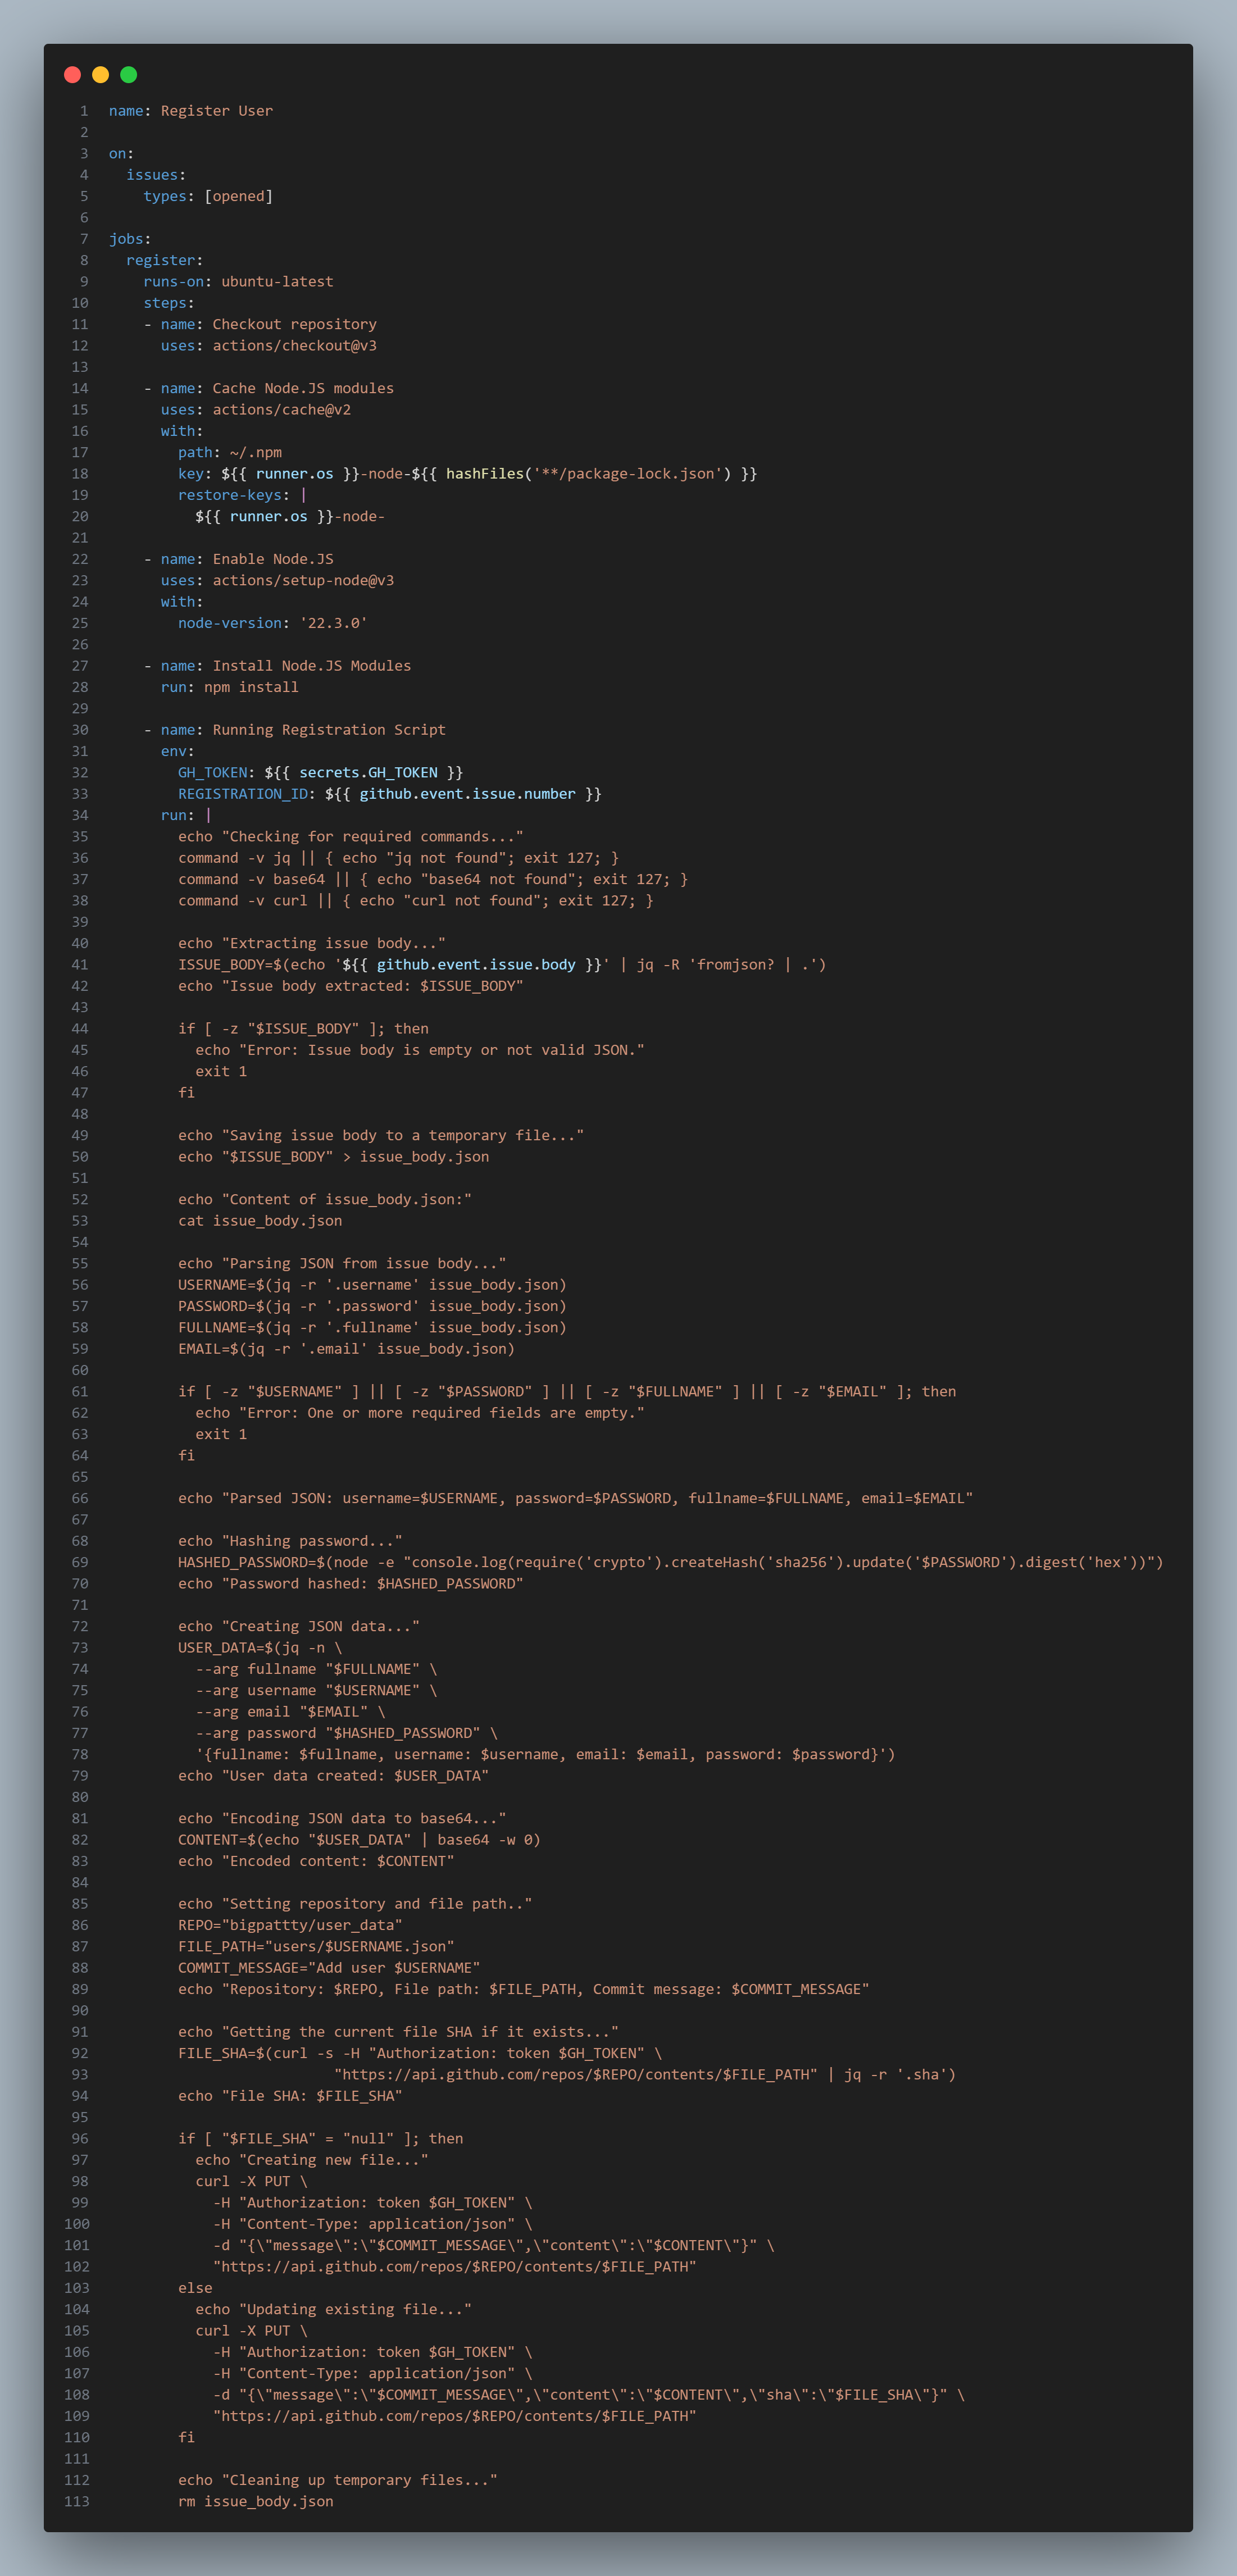 1 name: Register User
2
3 on:
4   issues:
5     types: [opened]
6
7 jobs:
8   register:
9     runs-on: ubuntu-latest
10     steps:
11     - name: Checkout repository
12       uses: actions/checkout@v3
13
14     - name: Cache Node.JS modules
15       uses: actions/cache@v2
16       with:
17         path: ~/.npm
18         key: ${{ runner.os }}-node-${{ hashFiles('**/package-lock.json') }}
19         restore-keys: |
20           ${{ runner.os }}-node-
21
22     - name: Enable Node.JS
23       uses: actions/setup-node@v3
24       with:
25         node-version: '22.3.0'
26
27     - name: Install Node.JS Modules
28       run: npm install
29
30     - name: Running Registration Script
31       env:
32         GH_TOKEN: ${{ secrets.GH_TOKEN }}
33         REGISTRATION_ID: ${{ github.event.issue.number }}
34       run: |
35         echo "Checking for required commands..."
36         command -v jq || { echo "jq not found"; exit 127; }
37         command -v base64 || { echo "base64 not found"; exit 127; }
38         command -v curl || { echo "curl not found"; exit 127; }
39
40         echo "Extracting issue body..."
41         ISSUE_BODY=$(echo '${{ github.event.issue.body }}' | jq -R 'fromjson? | .')
42         echo "Issue body extracted: $ISSUE_BODY"
43
44         if [ -z "$ISSUE_BODY" ]; then
45           echo "Error: Issue body is empty or not valid JSON."
46           exit 1
47         fi
48
49         echo "Saving issue body to a temporary file..."
50         echo "$ISSUE_BODY" > issue_body.json
51
52         echo "Content of issue_body.json:"
53         cat issue_body.json
54
55         echo "Parsing JSON from issue body..."
56         USERNAME=$(jq -r '.username' issue_body.json)
57         PASSWORD=$(jq -r '.password' issue_body.json)
58         FULLNAME=$(jq -r '.fullname' issue_body.json)
59         EMAIL=$(jq -r '.email' issue_body.json)
60
61         if [ -z "$USERNAME" ] || [ -z "$PASSWORD" ] || [ -z "$FULLNAME" ] || [ -z "$EMAIL" ]; then
62           echo "Error: One or more required fields are empty."
63           exit 1
64         fi
65
66         echo "Parsed JSON: username=$USERNAME, password=$PASSWORD, fullname=$FULLNAME, email=$EMAIL"
67
68         echo "Hashing password..."
69         HASHED_PASSWORD=$(node -e "console.log(require('crypto').createHash('sha256').update('$PASSWORD').digest('hex'))")
70         echo "Password hashed: $HASHED_PASSWORD"
71
72         echo "Creating JSON data..."
73         USER_DATA=$(jq -n \
74           --arg fullname "$FULLNAME" \
75           --arg username "$USERNAME" \
76           --arg email "$EMAIL" \
77           --arg password "$HASHED_PASSWORD" \
78           '{fullname: $fullname, username: $username, email: $email, password: $password}')
79         echo "User data created: $USER_DATA"
80
81         echo "Encoding JSON data to base64..."
82         CONTENT=$(echo "$USER_DATA" | base64 -w 0)
83         echo "Encoded content: $CONTENT"
84
85         echo "Setting repository and file path.."
86         REPO="bigpattty/user_data"
87         FILE_PATH="users/$USERNAME.json"
88         COMMIT_MESSAGE="Add user $USERNAME"
89         echo "Repository: $REPO, File path: $FILE_PATH, Commit message: $COMMIT_MESSAGE"
90
91         echo "Getting the current file SHA if it exists..."
92         FILE_SHA=$(curl -s -H "Authorization: token $GH_TOKEN" \
93                           "https://api.github.com/repos/$REPO/contents/$FILE_PATH" | jq -r '.sha')
94         echo "File SHA: $FILE_SHA"
95
96         if [ "$FILE_SHA" = "null" ]; then
97           echo "Creating new file..."
98           curl -X PUT \
99             -H "Authorization: token $GH_TOKEN" \
100             -H "Content-Type: application/json" \
101             -d "{\"message\":\"$COMMIT_MESSAGE\",\"content\":\"$CONTENT\"}" \
102             "https://api.github.com/repos/$REPO/contents/$FILE_PATH"
103         else
104           echo "Updating existing file..."
105           curl -X PUT \
106             -H "Authorization: token $GH_TOKEN" \
107             -H "Content-Type: application/json" \
108             -d "{\"message\":\"$COMMIT_MESSAGE\",\"content\":\"$CONTENT\",\"sha\":\"$FILE_SHA\"}" \
109             "https://api.github.com/repos/$REPO/contents/$FILE_PATH"
110         fi
111
112         echo "Cleaning up temporary files..."
113         rm issue_body.json